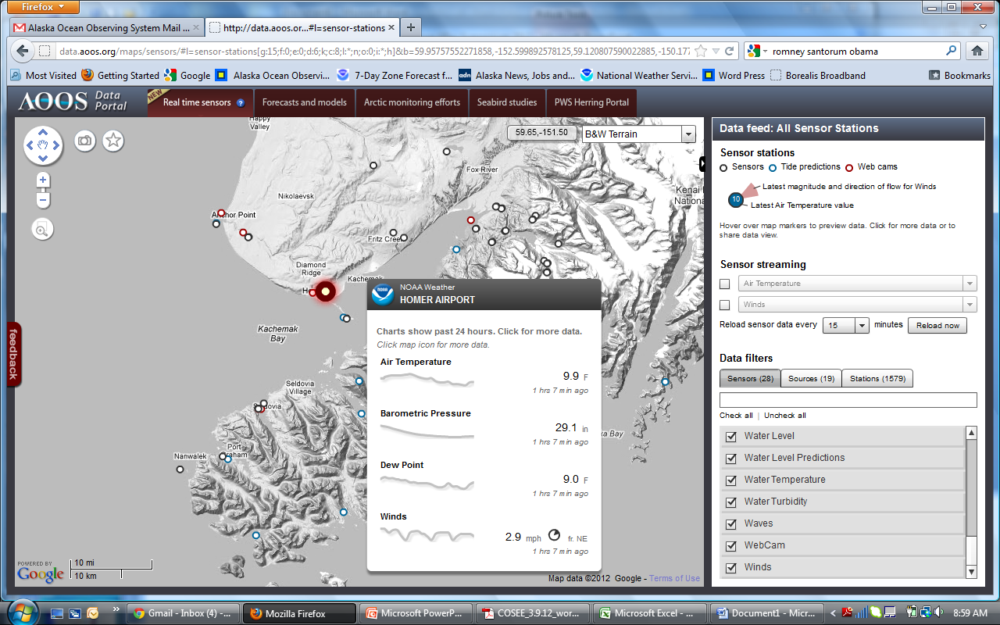 Firefox
Alaska Ocean Observing System Mail ...
http://data.aoos.or...#l=sensor-stations
data.aoos.org/maps/sensors/#l=sensor-stations[g:15;f:0;e:0;d:6;k;c:8;l:*;n;o:0;i:*;h]&b=59.95757552271858,-152.599892578125,59.120807590022885,-150.177
romney santorum obama
Most Visited
Getting Started
Google
Alaska Ocean Observi...
7-Day Zone Forecast f...
adn
Alaska News, Jobs and...
National Weather Servi...
Word Press
Borealis Broadband
Bookmarks
AOOS Data Portal
NEW
Real time sensors ?
Forecasts and models
Arctic monitoring efforts
Seabird studies
PWS Herring Portal
Happy Valley
59.65,-151.50
B&W Terrain
Fox River
Nikolaevsk
Kenai
National
Anchor Point
Fritz Creek
Diamond Ridge
Kachemak
Kachemak Bay
Seldovia Village
Seldovia
Port Graham
Nanwalek
feedback
NOAA Weather
HOMER AIRPORT
Charts show past 24 hours. Click for more data.
Click map icon for more data.
Air Temperature
9.9 F
1 hrs 7 min ago
Barometric Pressure
29.1 in
1 hrs 7 min ago
Dew Point
9.0 F
1 hrs 7 min ago
Winds
2.9 mph fr. NE
1 hrs 7 min ago
POWERED BY
Google
10 mi
10 km
Map data ©2012 Google - Terms of Use
Data feed: All Sensor Stations
Sensor stations
Sensors Tide predictions Web cams
Latest magnitude and direction of flow for Winds
10
Latest Air Temperature value
Hover over map markers to preview data. Click for more data or to
share data view.
Sensor streaming
Air Temperature
Winds
Reload sensor data every 15 minutes Reload now
Data filters
Sensors (28) Sources (19) Stations (1579)
Check all | Uncheck all
Water Level
Water Level Predictions
Water Temperature
Water Turbidity
Waves
WebCam
Winds
Gmail - Inbox (4) -...
Mozilla Firefox
Microsoft PowerP...
COSEE_3.9.12_wor...
Microsoft Excel - ...
Document1 - Micr...
8:59 AM